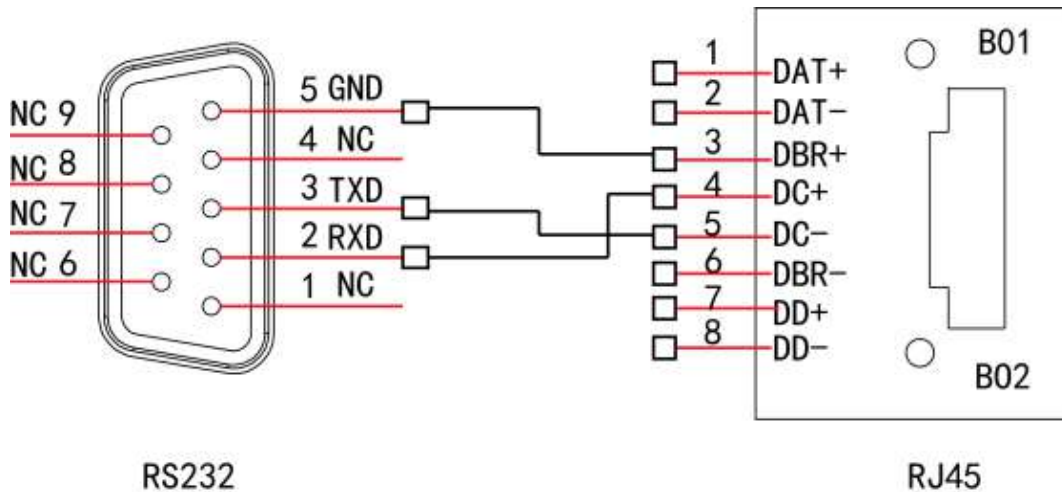 5 GND
NC 9
4 NC
NC 8
3 TXD
NC 7
2 RXD
NC 6
1 NC
RS232
B01
1 DAT+
2 DAT-
3 DBR+
4 DC+
5 DC-
6 DBR-
7 DD+
8 DD-
B02
RJ45